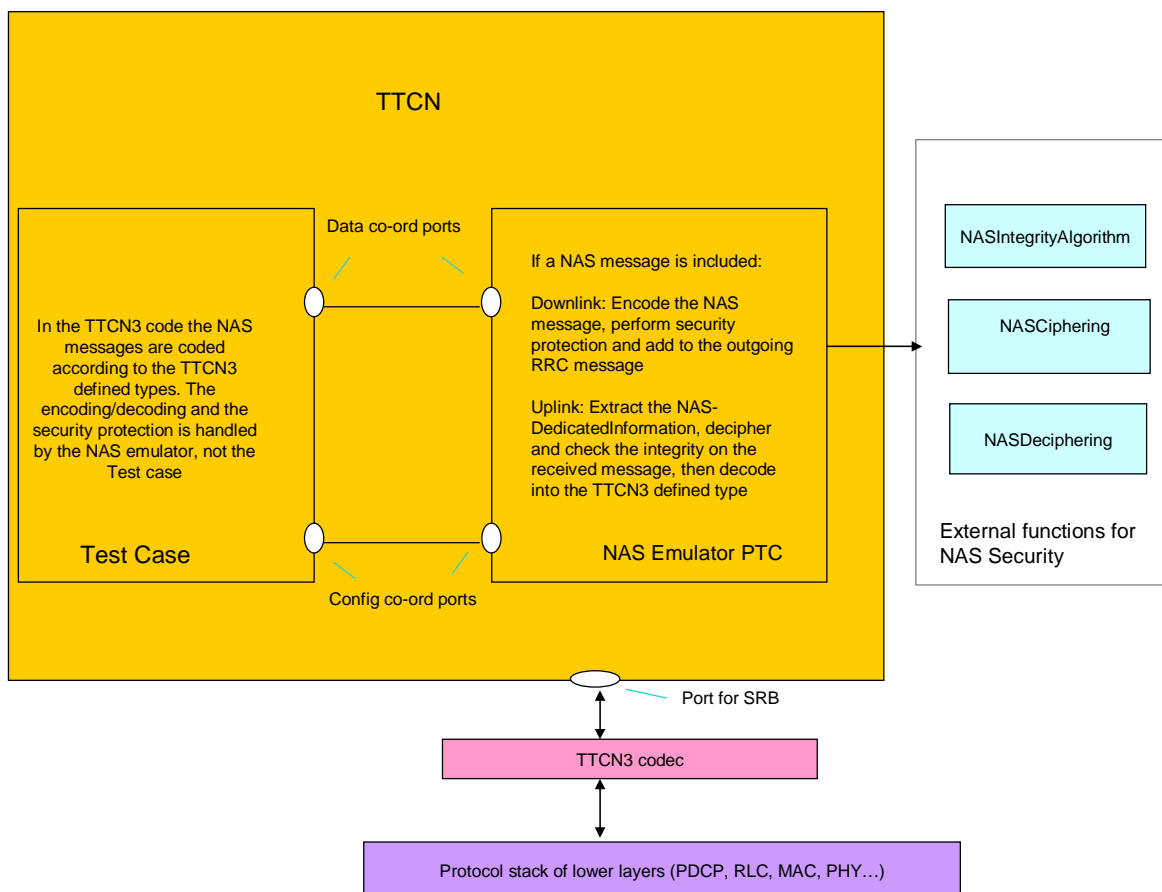 TTCN
Data co-ord ports
In the TTCN3 code the NAS
messages are coded
according to the TTCN3
defined types. The
encoding/decoding and the
security protection is handled
by the NAS emulator, not the
Test case
Test Case
If a NAS message is included:
Downlink: Encode the NAS
message, perform security
protection and add to the outgoing
RRC message
Uplink: Extract the NAS-
DedicatedInformation, decipher
and check the integrity on the
received message, then decode
into the TTCN3 defined type
NAS Emulator PTC
Config co-ord ports
NASIntegrityAlgorithm
NASCiphering
NASDeciphering
External functions for
NAS Security
Port for SRB
TTCN3 codec
Protocol stack of lower layers (PDCP, RLC, MAC, PHY…)